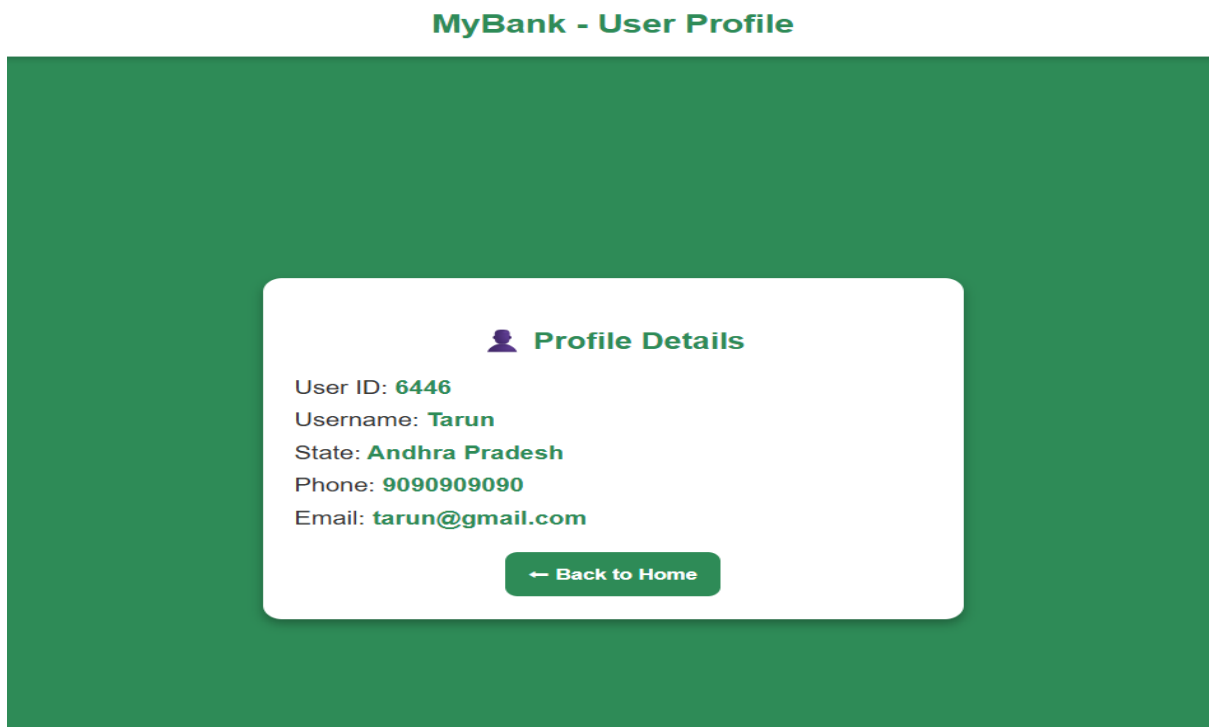 MyBank - User Profile
👤 Profile Details
User ID: 6446
Username: Tarun
State: Andhra Pradesh
Phone: 9090909090
Email: tarun@gmail.com
← Back to Home